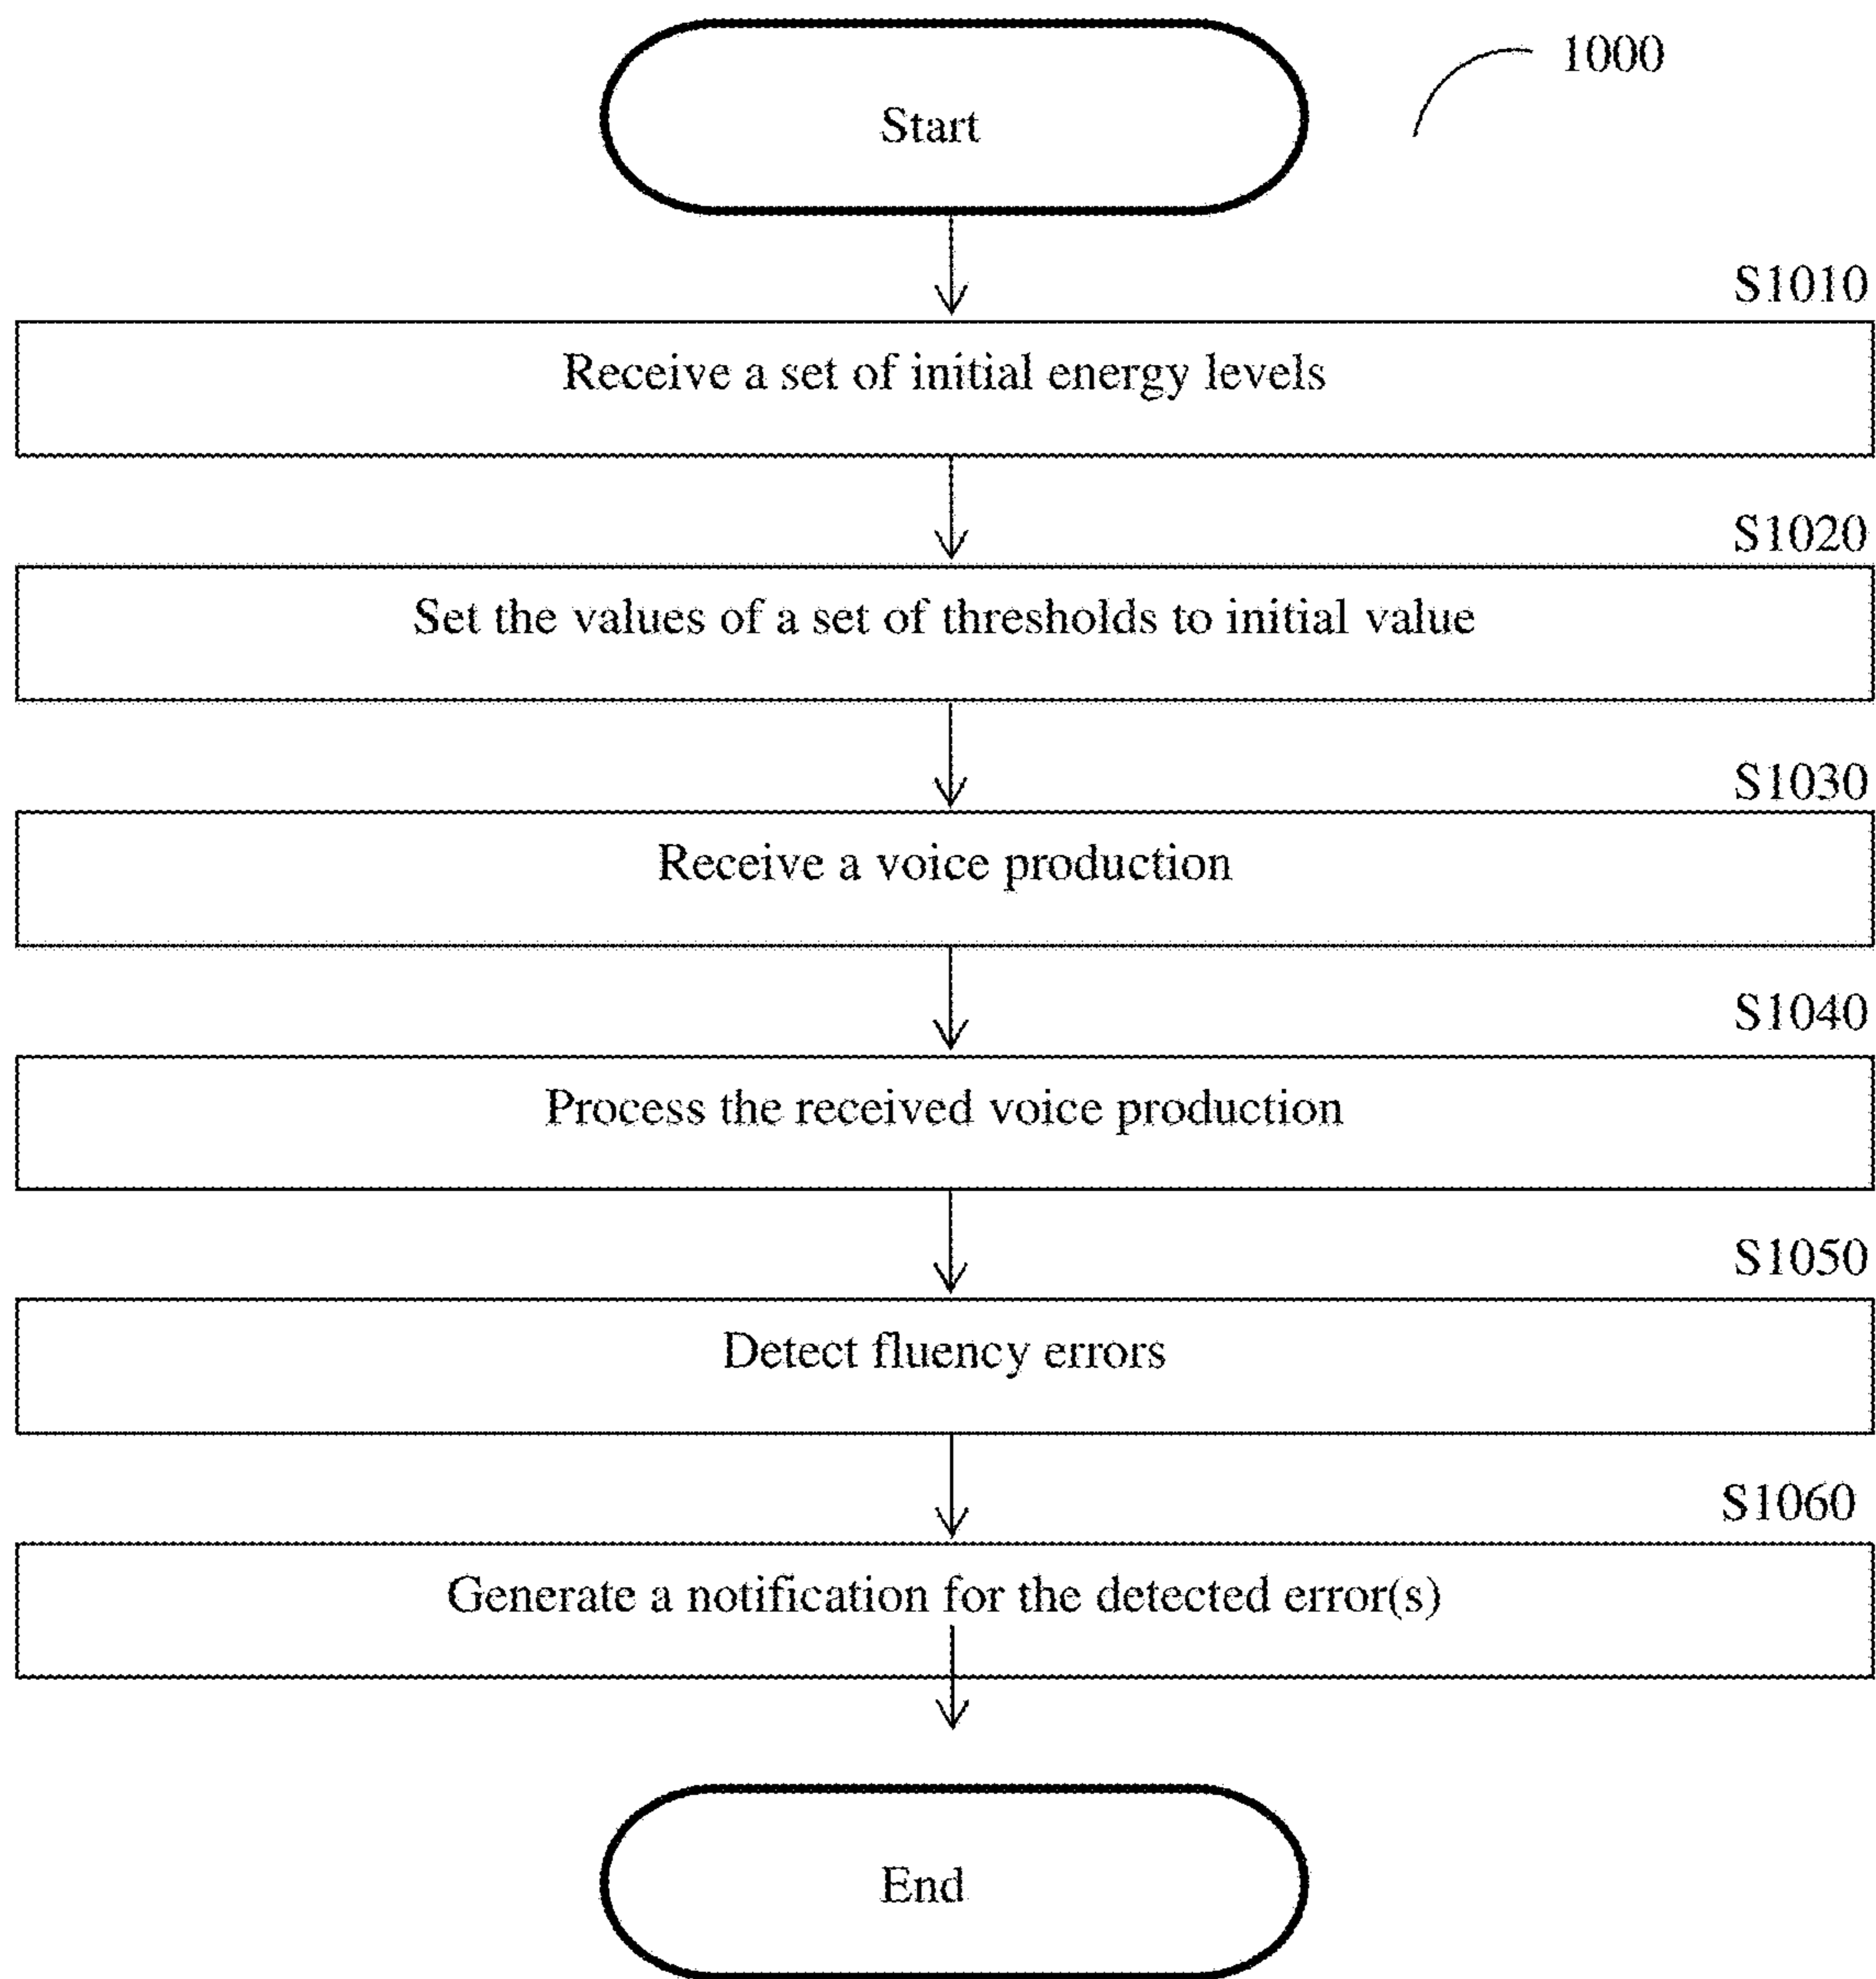 1000
Start
S1010
Receive a set of initial energy levels
S1020
Set the values of a set of thresholds to initial value
S1030
Receive a voice production
S1040
Process the received voice production
S1050
Detect fluency errors
S1060
Generate a notification for the detected error(s)
End